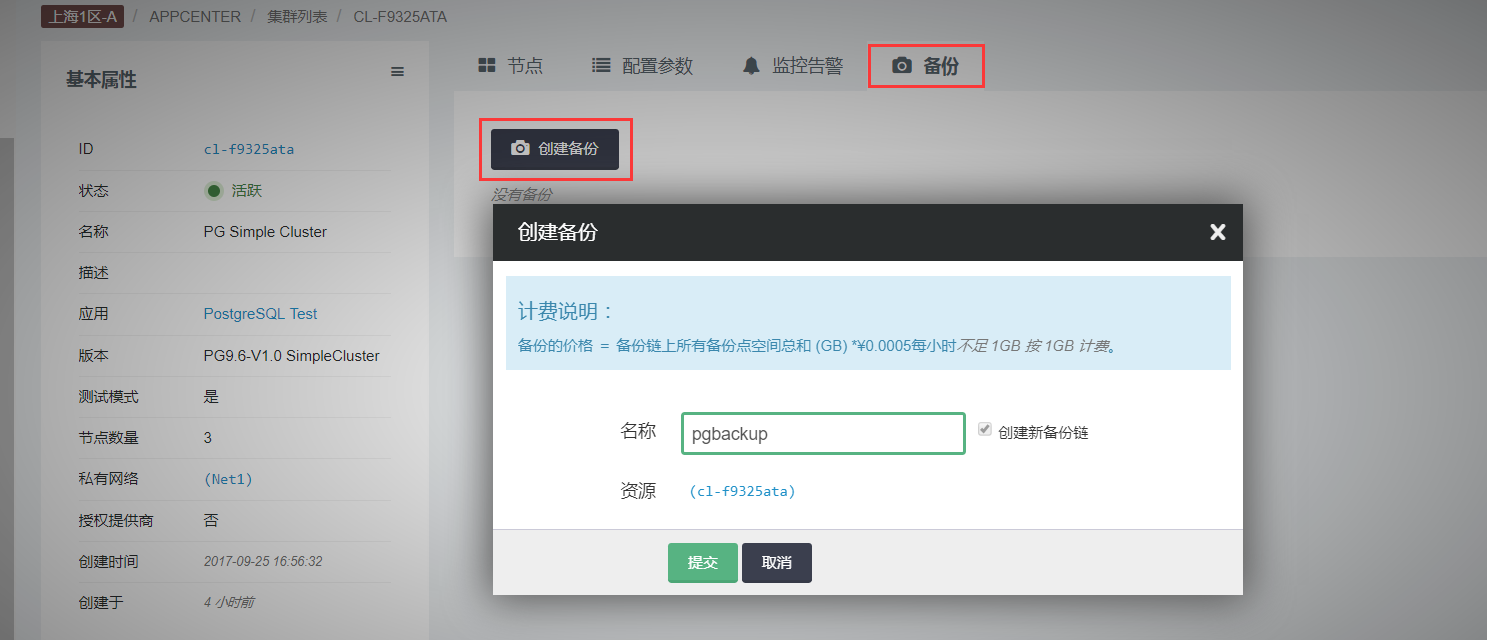 上海1区-A / APPCENTER / 集群列表 / CL-F9325ATA
基本属性
ID cl-f9325ata
状态 活跃
名称 PG Simple Cluster
描述
应用 PostgreSQL Test
版本 PG9.6-V1.0 SimpleCluster
测试模式 是
节点数量 3
私有网络 (Net1)
授权提供商 否
创建时间 2017-09-25 16:56:32
创建于 4 小时前
节点 配置参数 监控告警 备份
创建备份
没有备份
创建备份
计费说明：
备份的价格 = 备份链上所有备份点空间总和 (GB) *¥0.0005每小时不足 1GB 按 1GB 计费。
名称 pgbackup 创建新备份链
资源 (cl-f9325ata)
提交 取消